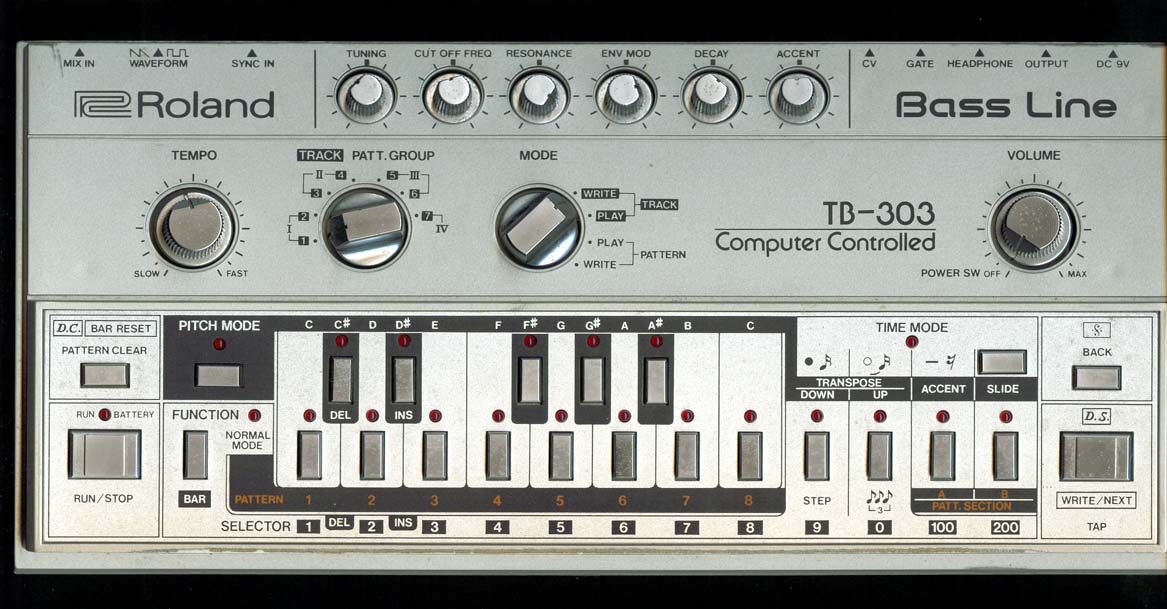 TUNING CUT OFF FREQ RESONANCE ENV MOD DECAY ACCENT
MIX IN WAVEFORM SYNC IN
CV GATE HEADPHONE OUTPUT DC 9V
Roland
Bass Line
TEMPO
TRACK PATT. GROUP
MODE
VOLUME
II 4 5 III
3 6
2 7
I IV
1
WRITE
TRACK
PLAY
PLAY
PATTERN
WRITE
TB-303
Computer Controlled
SLOW FAST
POWER SW OFF MAX
D.C. BAR RESET
PATTERN CLEAR
RUN BATTERY
RUN/STOP
PITCH MODE
C C# D D# E F F# G G# A A# B C
DEL INS
FUNCTION
NORMAL
MODE
BAR
PATTERN 1 2 3 4 5 6 7 8
SELECTOR 1 DEL 2 INS 3 4 5 6 7 8 9 0 100 200
TIME MODE
TRANSPOSE
DOWN UP ACCENT SLIDE
STEP
3
A B
PATT. SECTION
BACK
D.S.
WRITE/NEXT
TAP